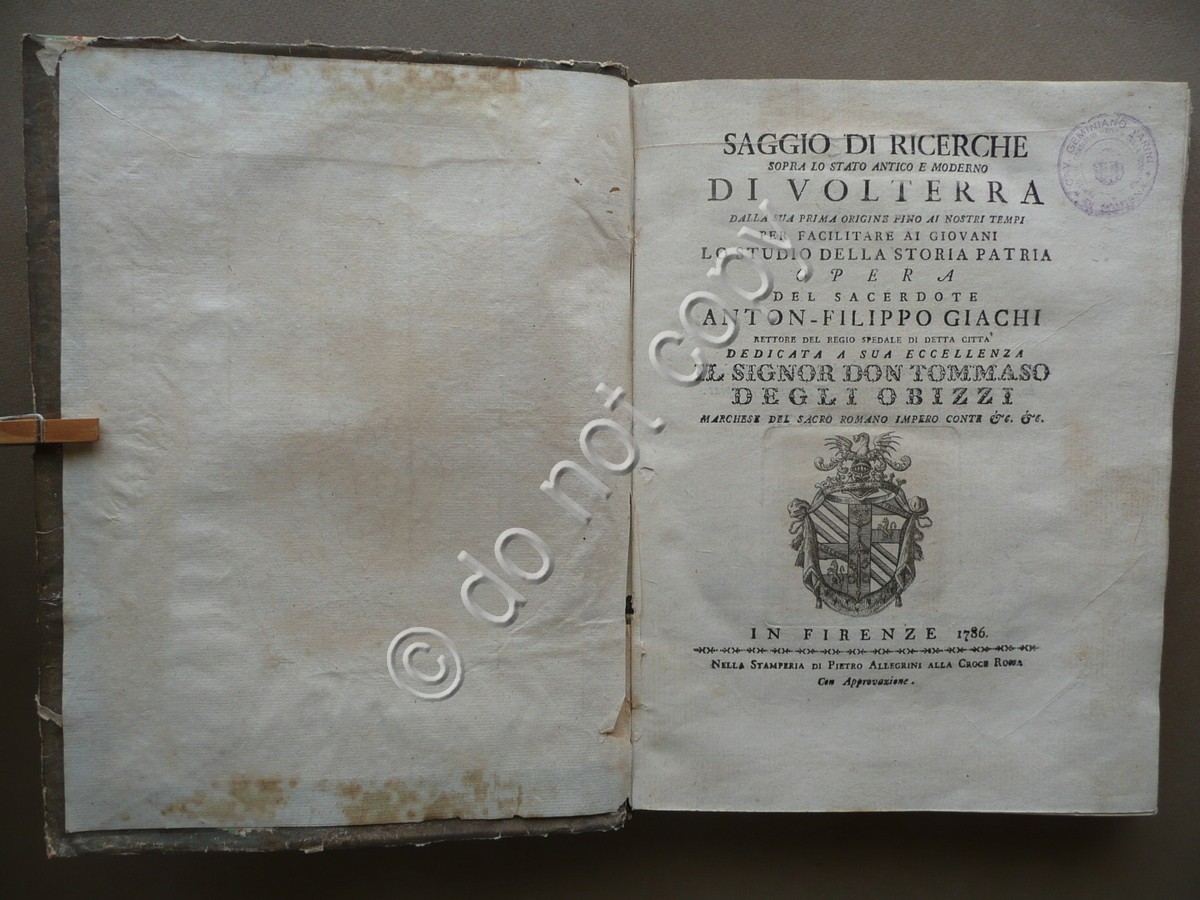 SAGGIO DI RICERCHE
SOPRA LO STATO ANTICO E MODERNO
DI VOLTERRA
DALLA SUA PRIMA ORIGINE FINO AI NOSTRI TEMPI
PER FACILITARE AI GIOVANI
LO STUDIO DELLA STORIA PATRIA
OPERA
DEL SACERDOTE
ANTON-FILIPPO GIACHI
RETTORE DEL REGIO SPEDALE DI DETTA CITTA'
DEDICATA A SUA ECCELLENZA
IL SIGNOR DON TOMMASO
DEGLI OBIZZI
MARCHESE DEL SACRO ROMANO IMPERO CONTE &c. &c.
IN FIRENZE 1786.
NELLA STAMPERIA DI PIETRO ALLEGRINI ALLA CROCE ROSSA
Con Approvazione.
GEMINIANO
© do not copy